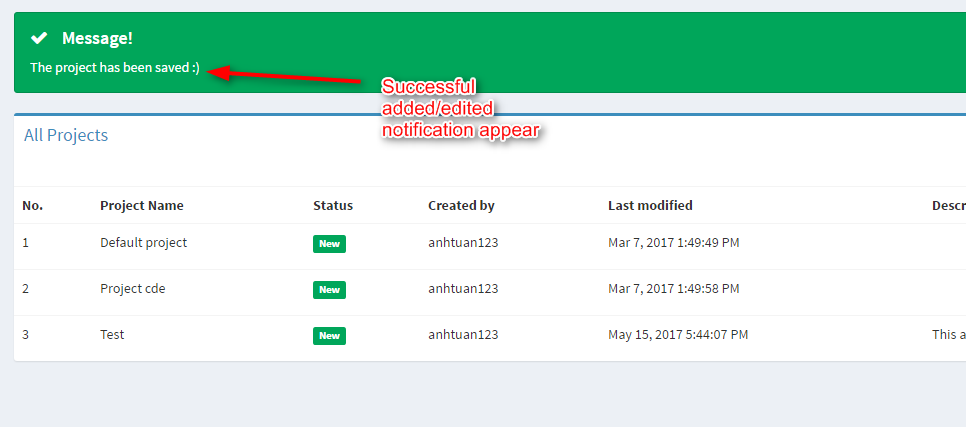 Message!
The project has been saved :)
Successful
added/edited
notification appear
All Projects
No. Project Name Status Created by Last modified Descr
1 Default project New anhtuan123 Mar 7, 2017 1:49:49 PM
2 Project cde New anhtuan123 Mar 7, 2017 1:49:58 PM
3 Test New anhtuan123 May 15, 2017 5:44:07 PM This a